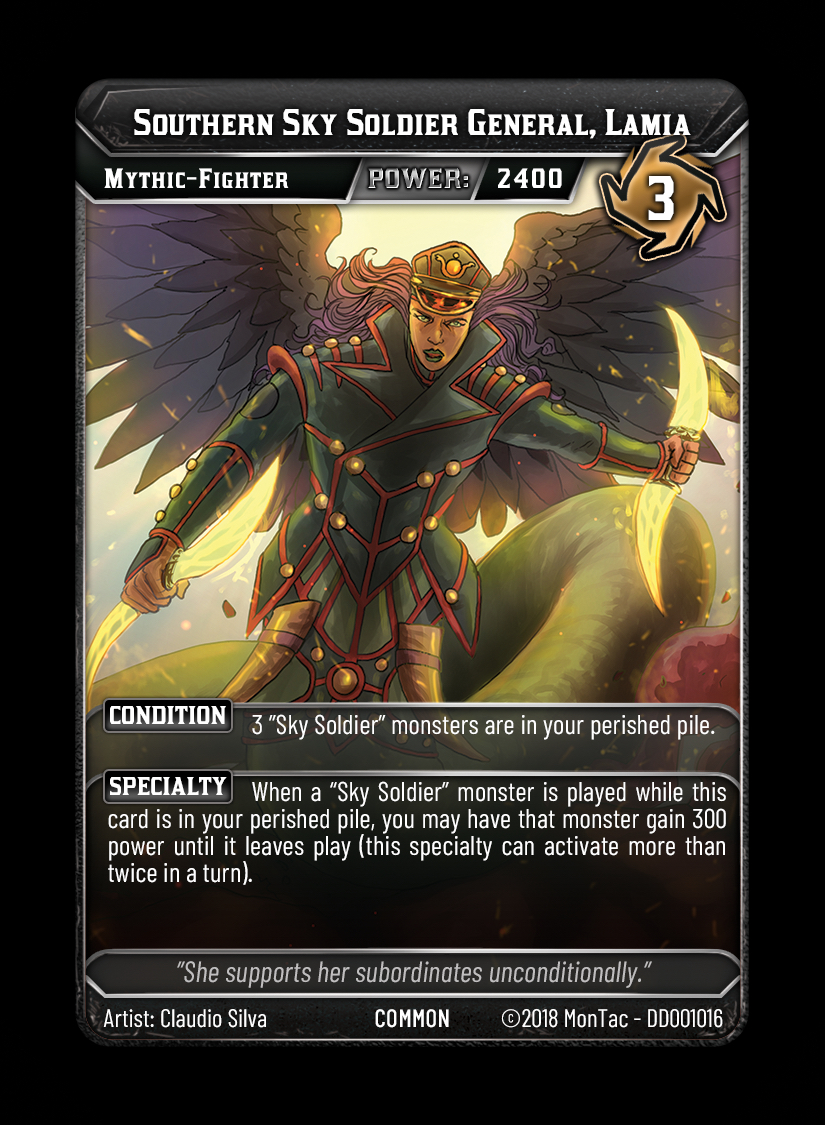 Southern Sky Soldier General, Lamia
Mythic-Fighter POWER: 2400
3
CONDITION 3 "Sky Soldier" monsters are in your perished pile.
SPECIALTY When a "Sky Soldier" monster is played while this
card is in your perished pile, you may have that monster gain 300
power until it leaves play (this specialty can activate more than
twice in a turn).
"She supports her subordinates unconditionally."
Artist: Claudio Silva COMMON ©2018 MonTac - DD001016